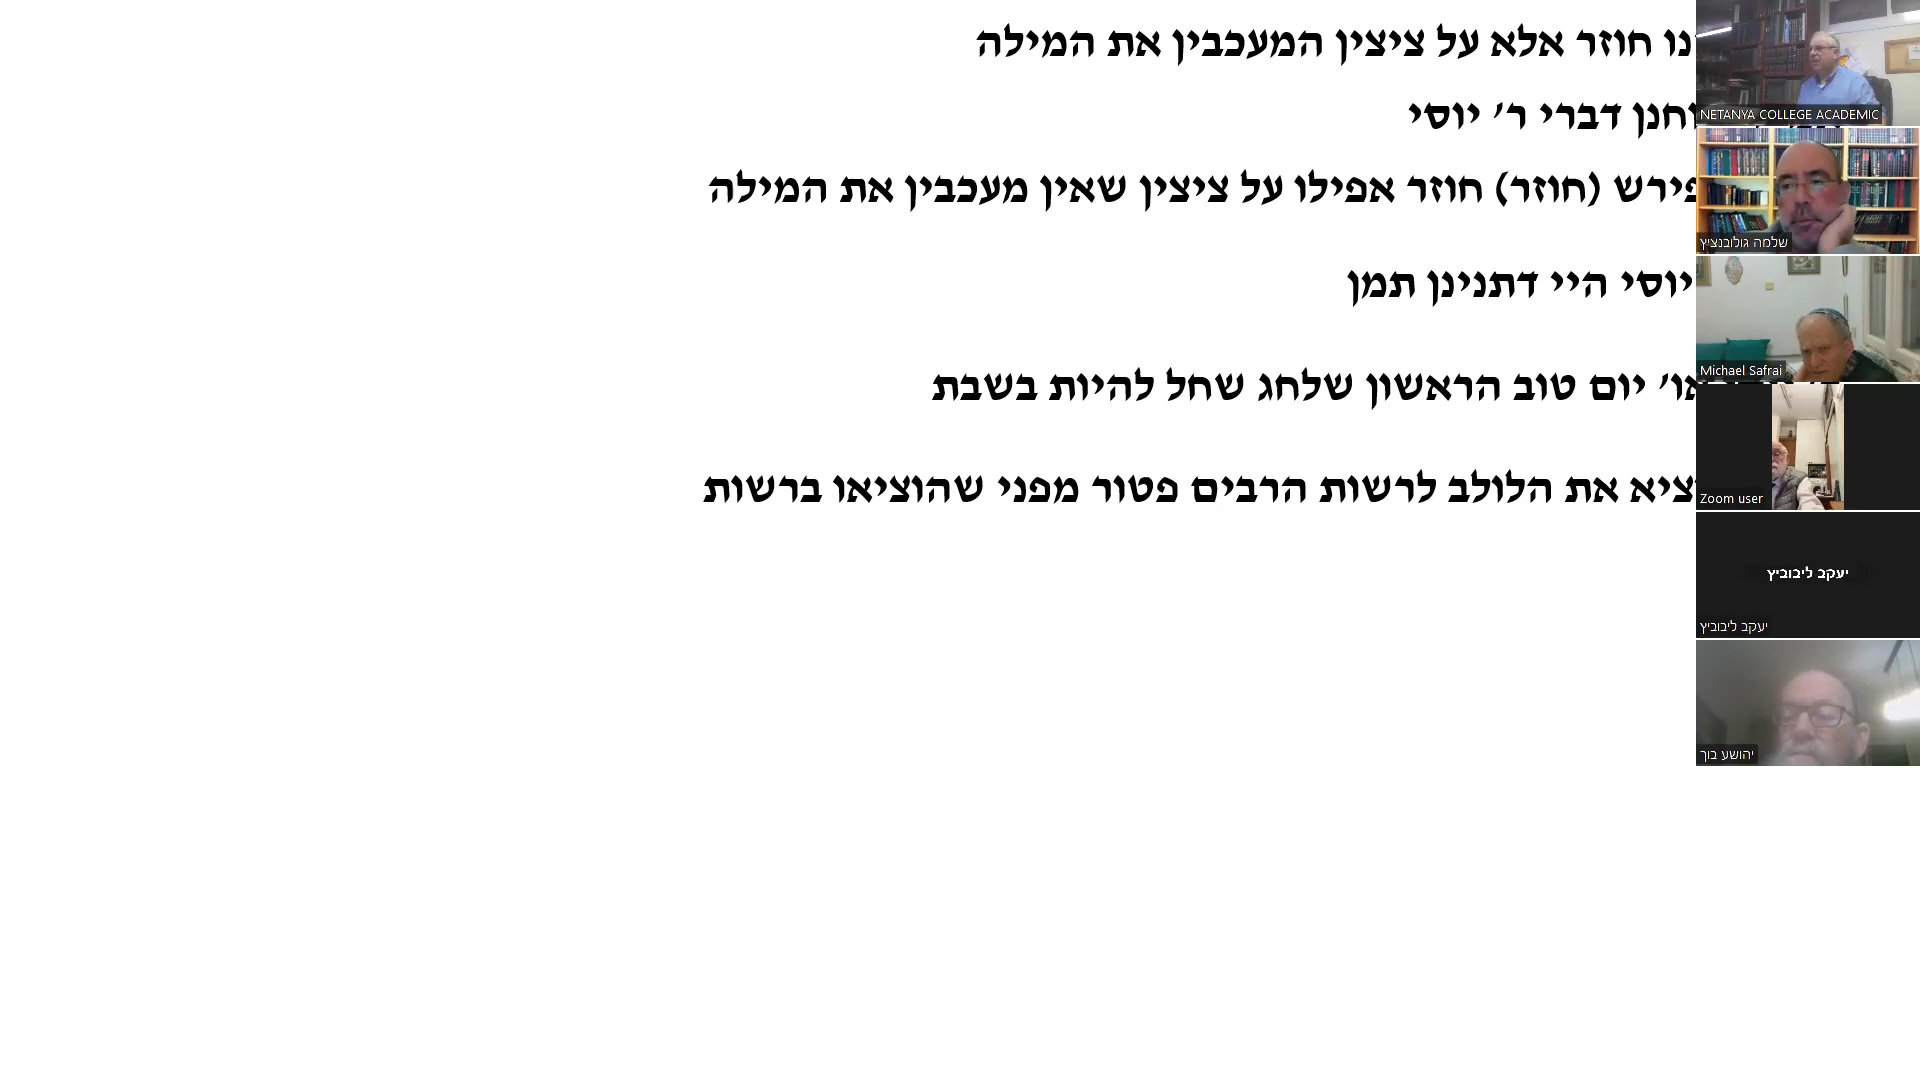 נו חוזר אלא על ציצין המעכבין את המילה
וחנן דברי ר׳ יוסי
פירש (חוזר) חוזר אפילו על ציצין שאין מעכבין את המילה
יוסי היי דתנינן תמן
או׳ יום טוב הראשון שלחג שחל להיות בשבת
ציא את הלולב לרשות הרבים פטור מפני שהוציאו ברשות
NETANYA COLLEGE ACADEMIC
שלמה גולובנציץ
Michael Safrai
Zoom user
יעקב ליבוביץ
יעקב ליבוביץ
יהושע בוך